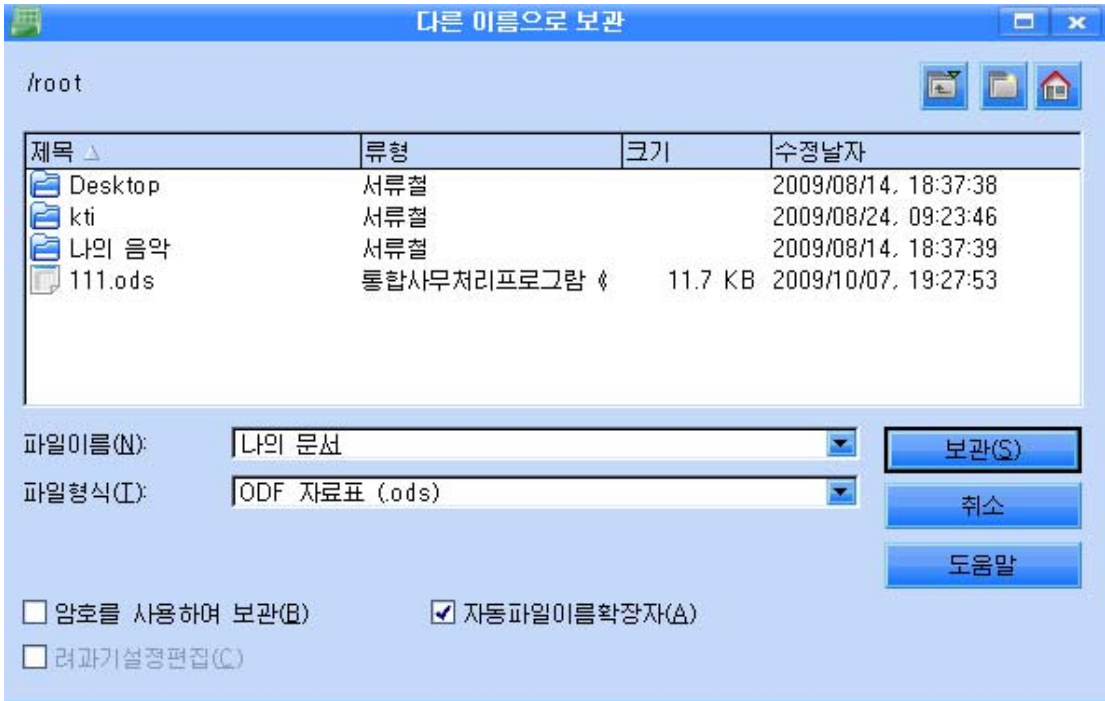 다른 이름으로 보관
/root
제목 류형 크기 수정날자
Desktop 서류철 2009/08/14, 18:37:38
kti 서류철 2009/08/24, 09:23:46
나의 음악 서류철 2009/08/14, 18:37:39
111.ods 통합사무처리프로그람 《 11.7 KB 2009/10/07, 19:27:53
파일이름(N): 나의 문서 보관(S)
파일형식(T): ODF 자료표 (.ods) 취소
도움말
암호를 사용하여 보관(B) 자동파일이름확장자(A)
려과기설정편집(C)